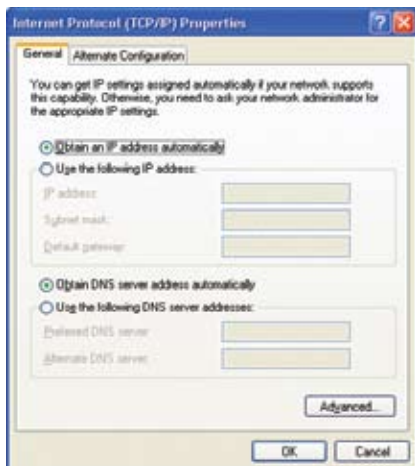 Internet Protocol (TCP/IP) Properties
General
Alternate Configuration
You can get IP settings assigned automatically if your network supports
this capability. Otherwise, you need to ask your network administrator for
the appropriate IP settings.
Obtain an IP address automatically
Use the following IP address:
IP address:
Subnet mask:
Default gateway:
Obtain DNS server address automatically
Use the following DNS server addresses:
Preferred DNS server:
Alternate DNS server:
Advanced...
OK
Cancel